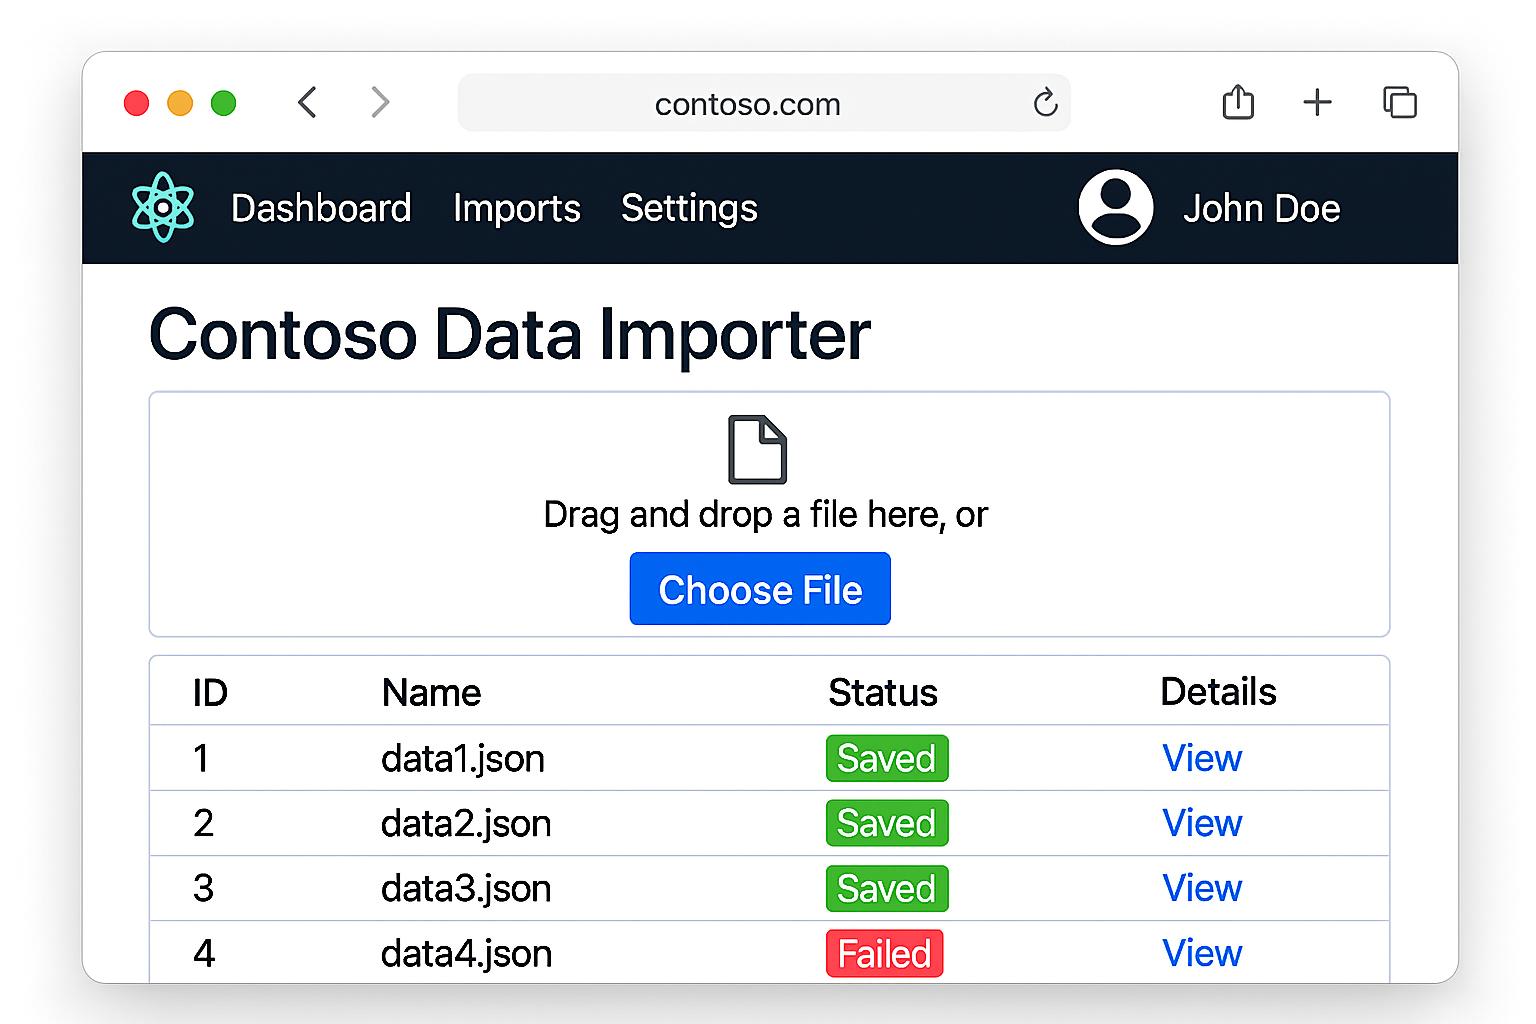 contoso.com
Dashboard Imports Settings John Doe
Contoso Data Importer
Drag and drop a file here, or
Choose File
ID Name Status Details
1 data1.json Saved View
2 data2.json Saved View
3 data3.json Saved View
4 data4.json Failed View